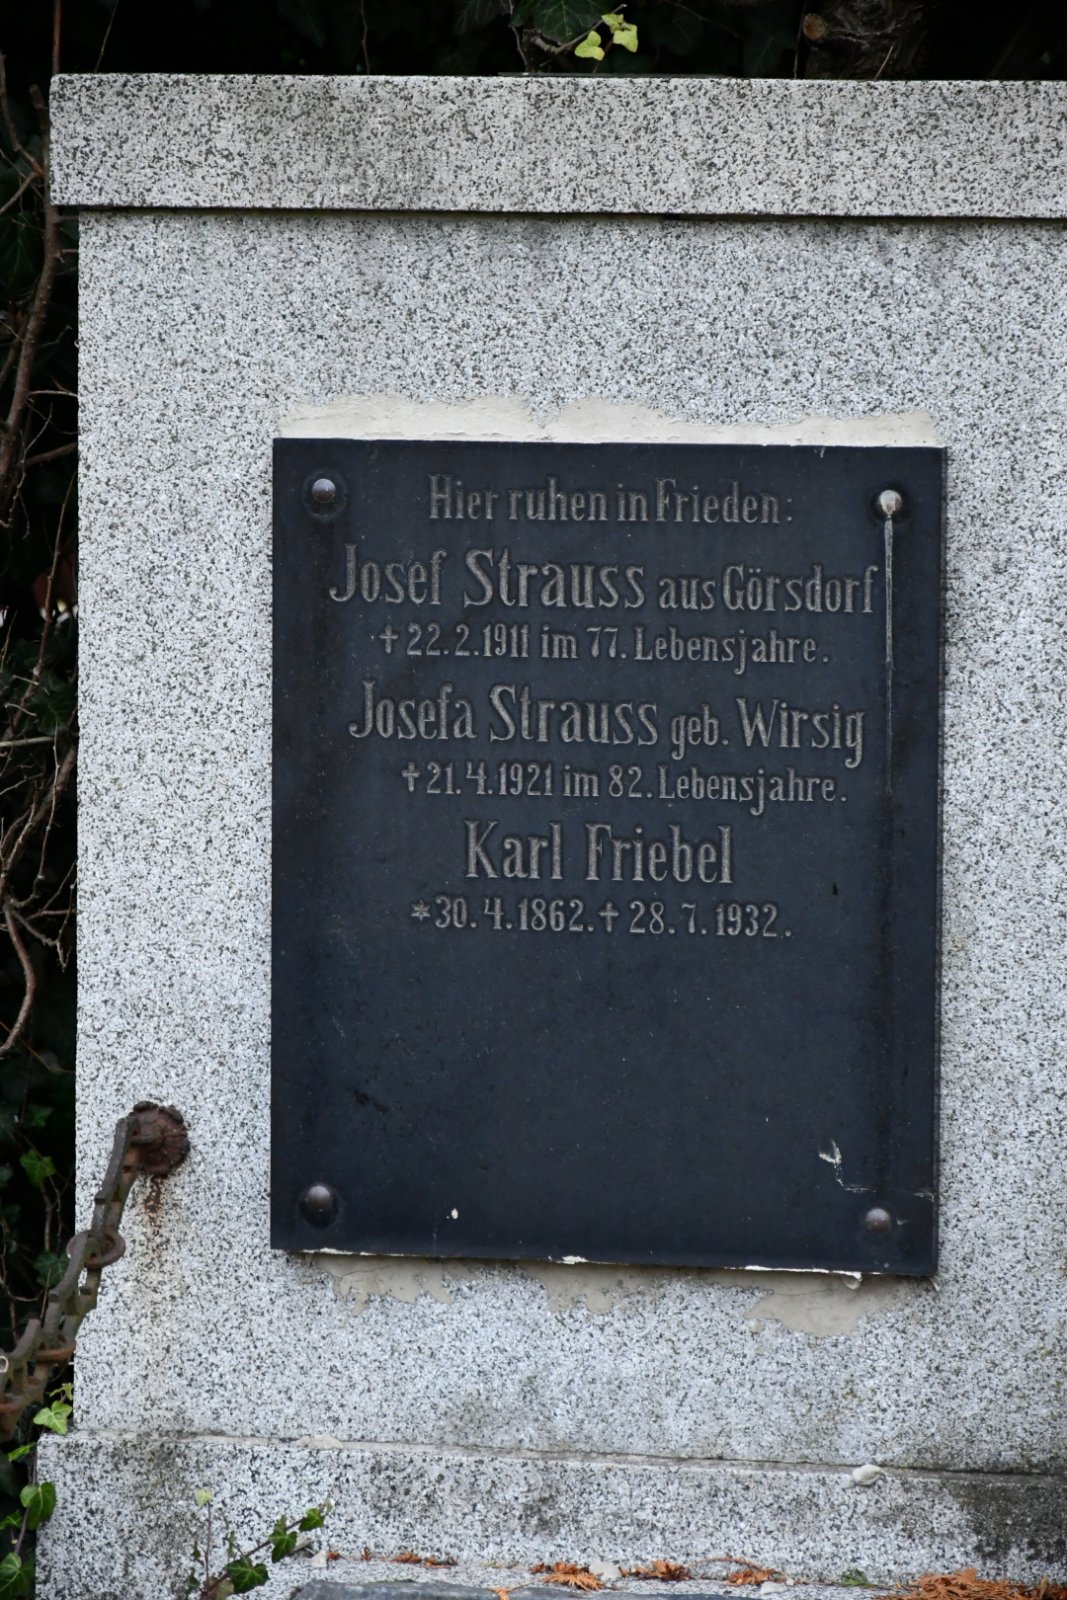 Hier ruhen in Frieden:
Josef Strauss aus Görsdorf
✝ 22.2.1911 im 77. Lebensjahre.
Josefa Strauss geb. Wirsig
✝ 21.4.1921 im 82. Lebensjahre.
Karl Friebel
* 30.4.1862. ✝ 28.7.1932.